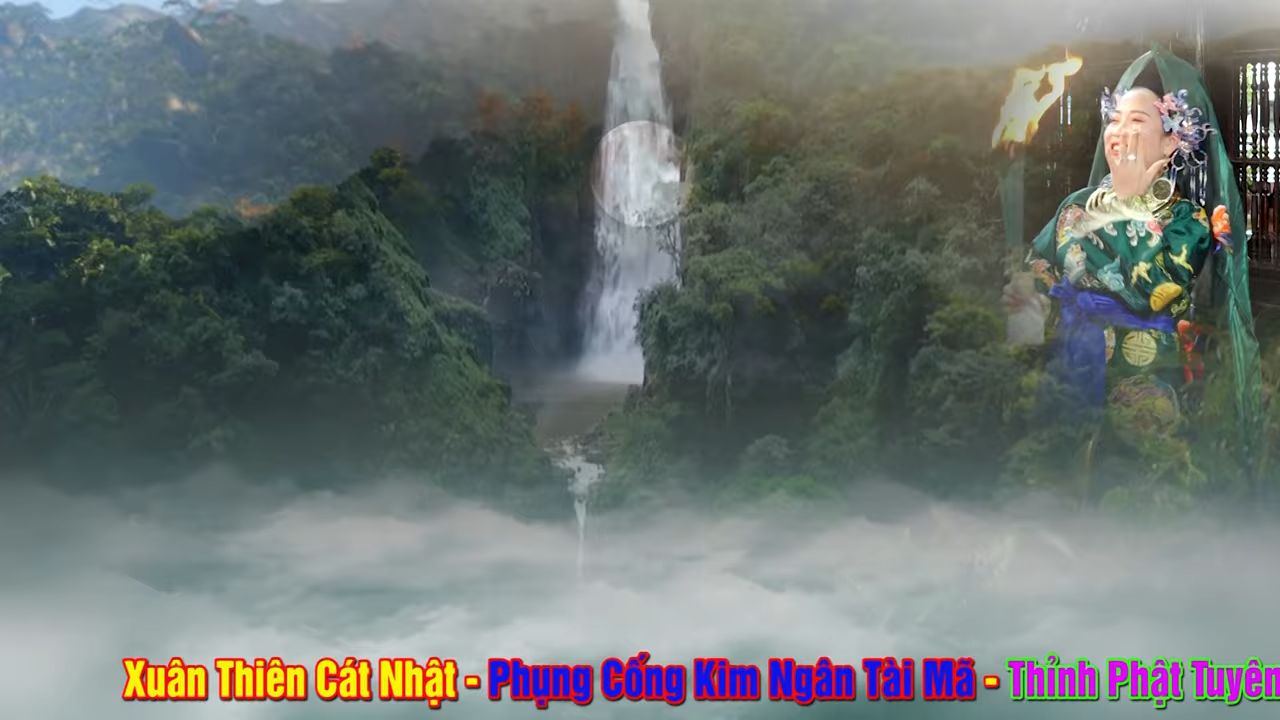 Xuân Thiên Cát Nhật - Phụng Cống Kim Ngân Tài Mã - Thỉnh Phật Tuyên